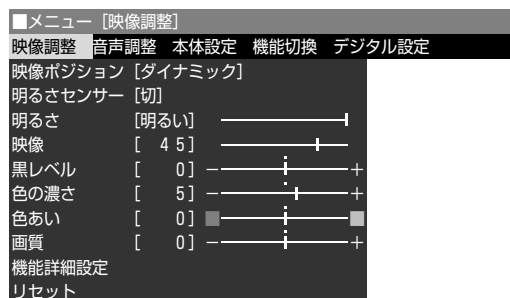 ■メニュー [映像調整]
映像調整 音声調整 本体設定 機能切換 デジタル設定
映像ポジション [ダイナミック]
明るさセンサー [切]
明るさ [明るい]
映像 [ 45]
黒レベル [ 0] − +
色の濃さ [ 5] − +
色あい [ 0]
画質 [ 0] − +
機能詳細設定
リセット